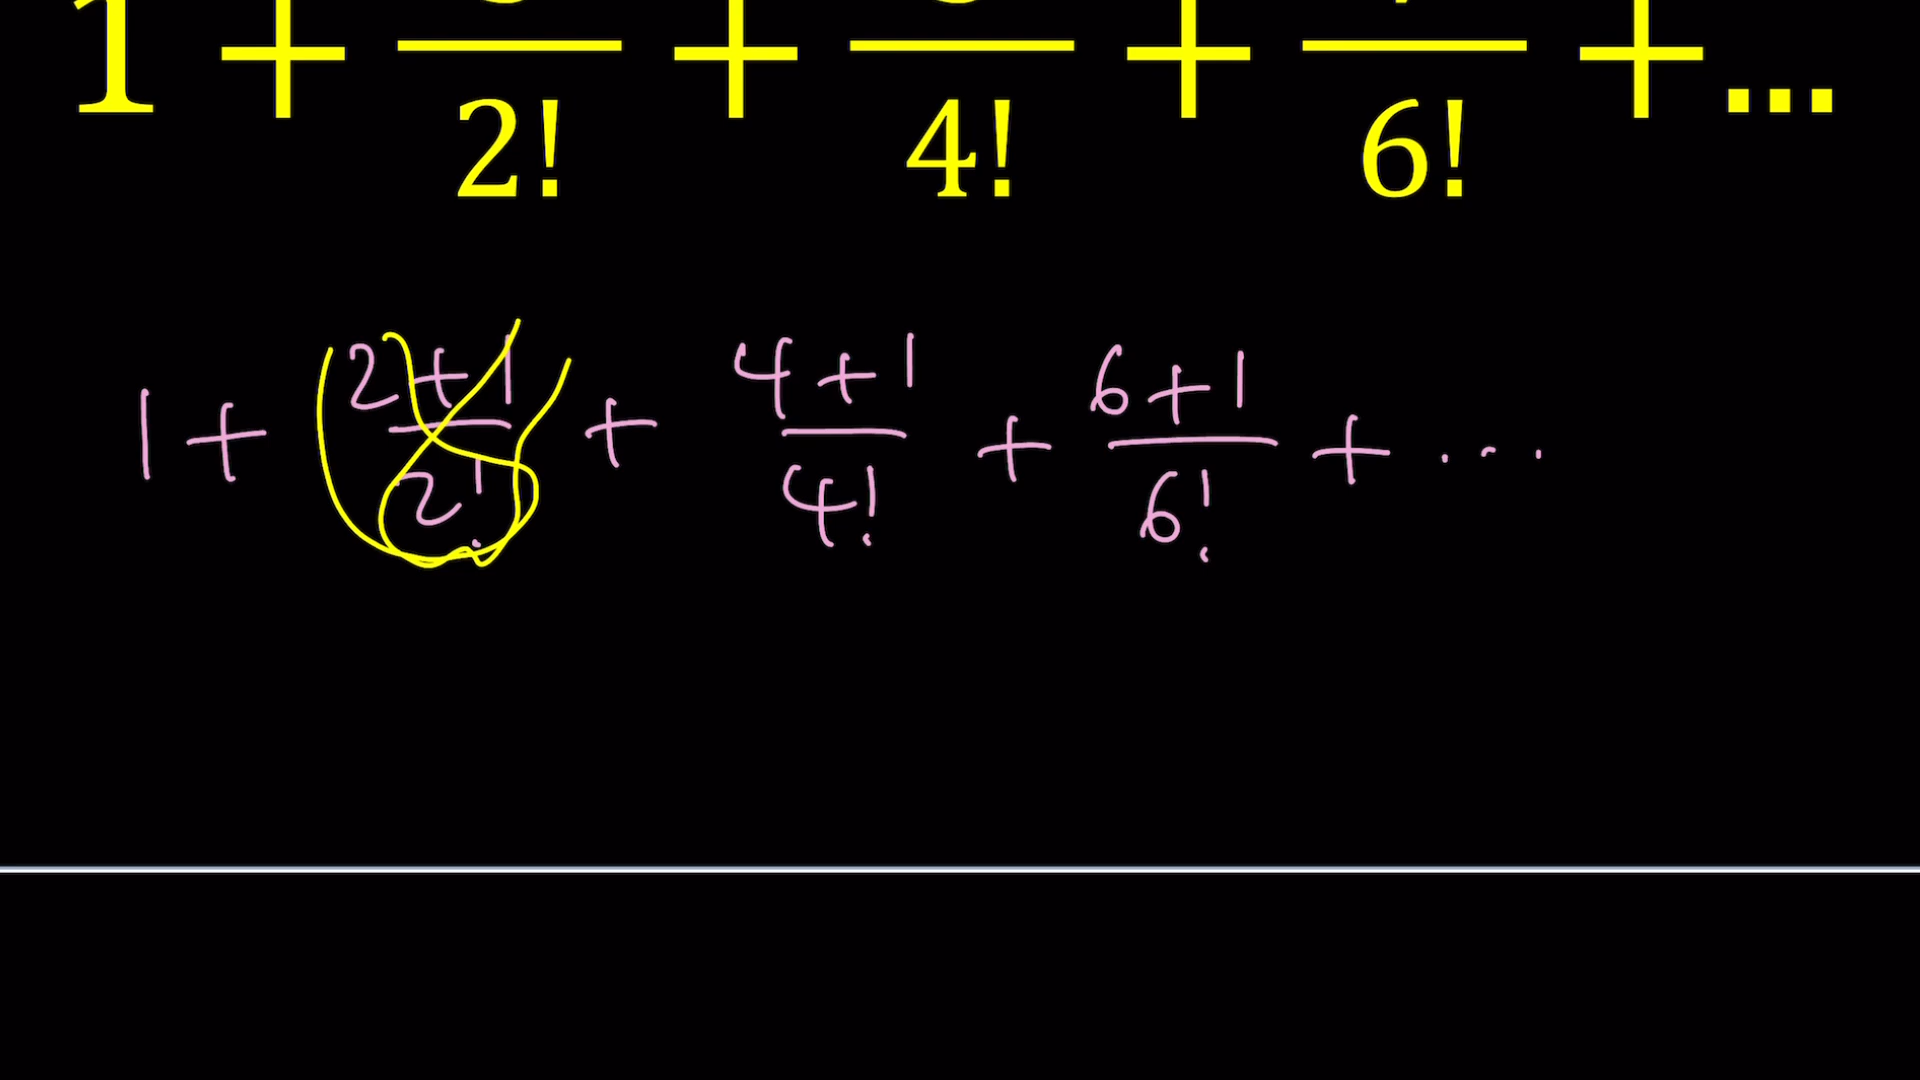 1 + —/2! + —/4! + —/6! + ...
1 + (2+1)/2! + (4+1)/4! + (6+1)/6! + ...